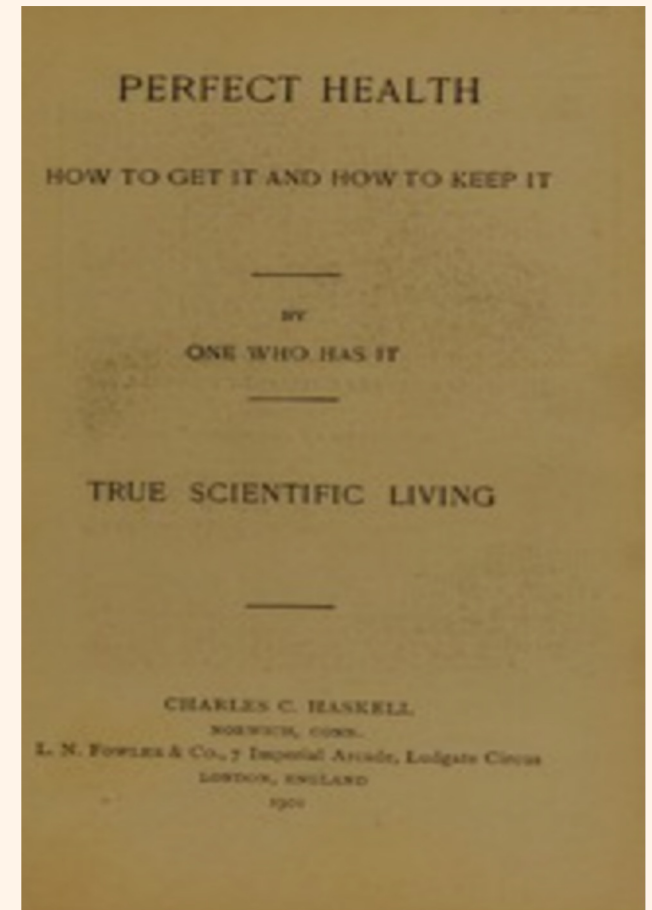 PERFECT HEALTH
HOW TO GET IT AND HOW TO KEEP IT
BY
ONE WHO HAS IT
TRUE SCIENTIFIC LIVING
CHARLES C. HASKELL
NORWICH, CONN.
L. N. FOWLER & CO., 7 Imperial Arcade, Ludgate Circus
LONDON, ENGLAND